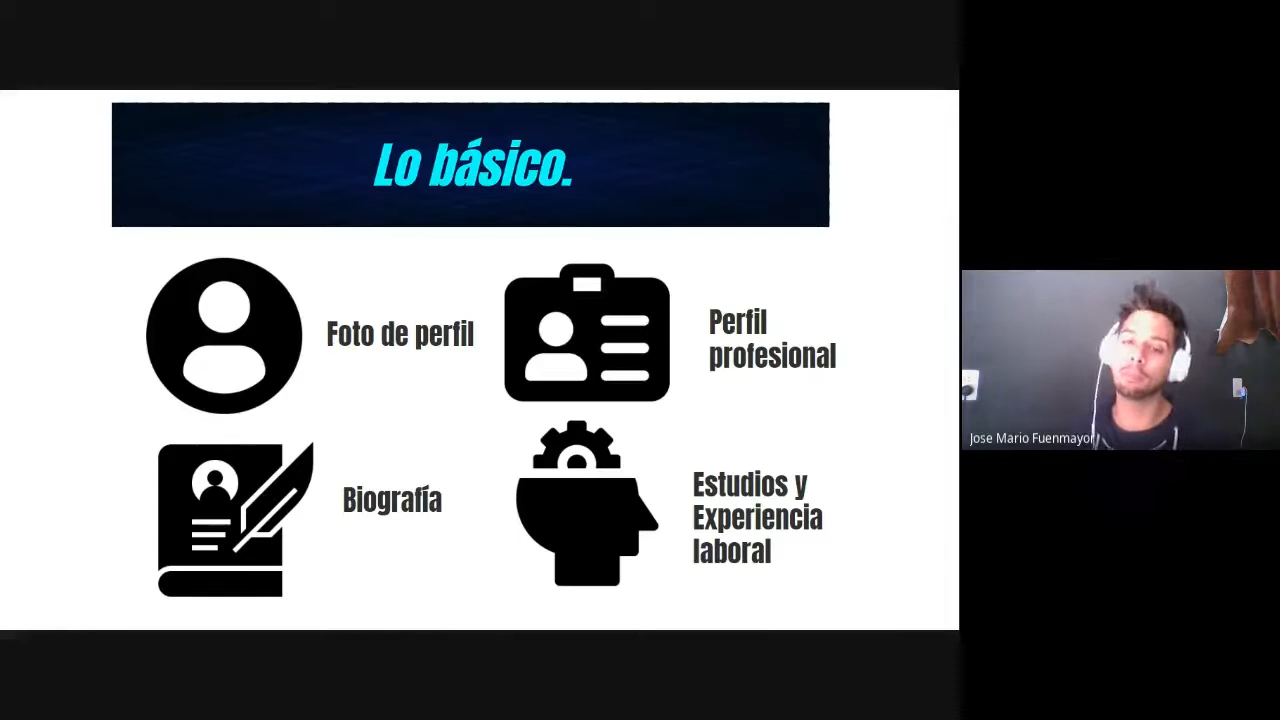 Lo básico.
Foto de perfil
Perfil
profesional
Biografía
Estudios y
Experiencia
laboral
Jose Mario Fuenmayor